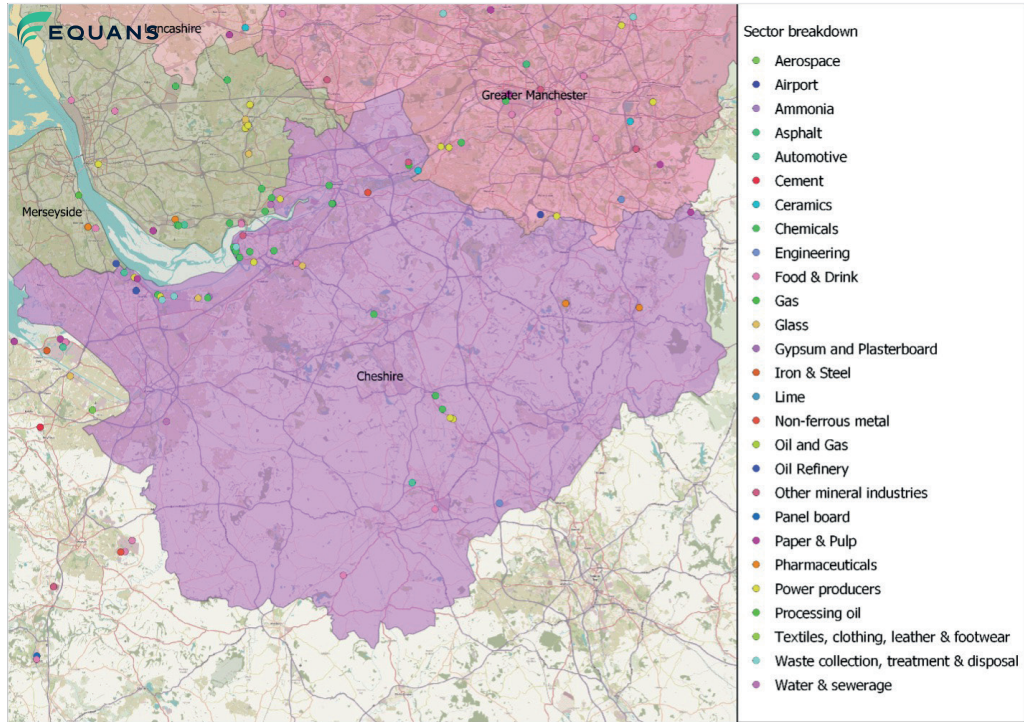 EQUANS
Lancashire
Greater Manchester
Merseyside
Cheshire
Sector breakdown
Aerospace
Airport
Ammonia
Asphalt
Automotive
Cement
Ceramics
Chemicals
Engineering
Food & Drink
Gas
Glass
Gypsum and Plasterboard
Iron & Steel
Lime
Non-ferrous metal
Oil and Gas
Oil Refinery
Other mineral industries
Panel board
Paper & Pulp
Pharmaceuticals
Power producers
Processing oil
Textiles, clothing, leather & footwear
Waste collection, treatment & disposal
Water & sewerage